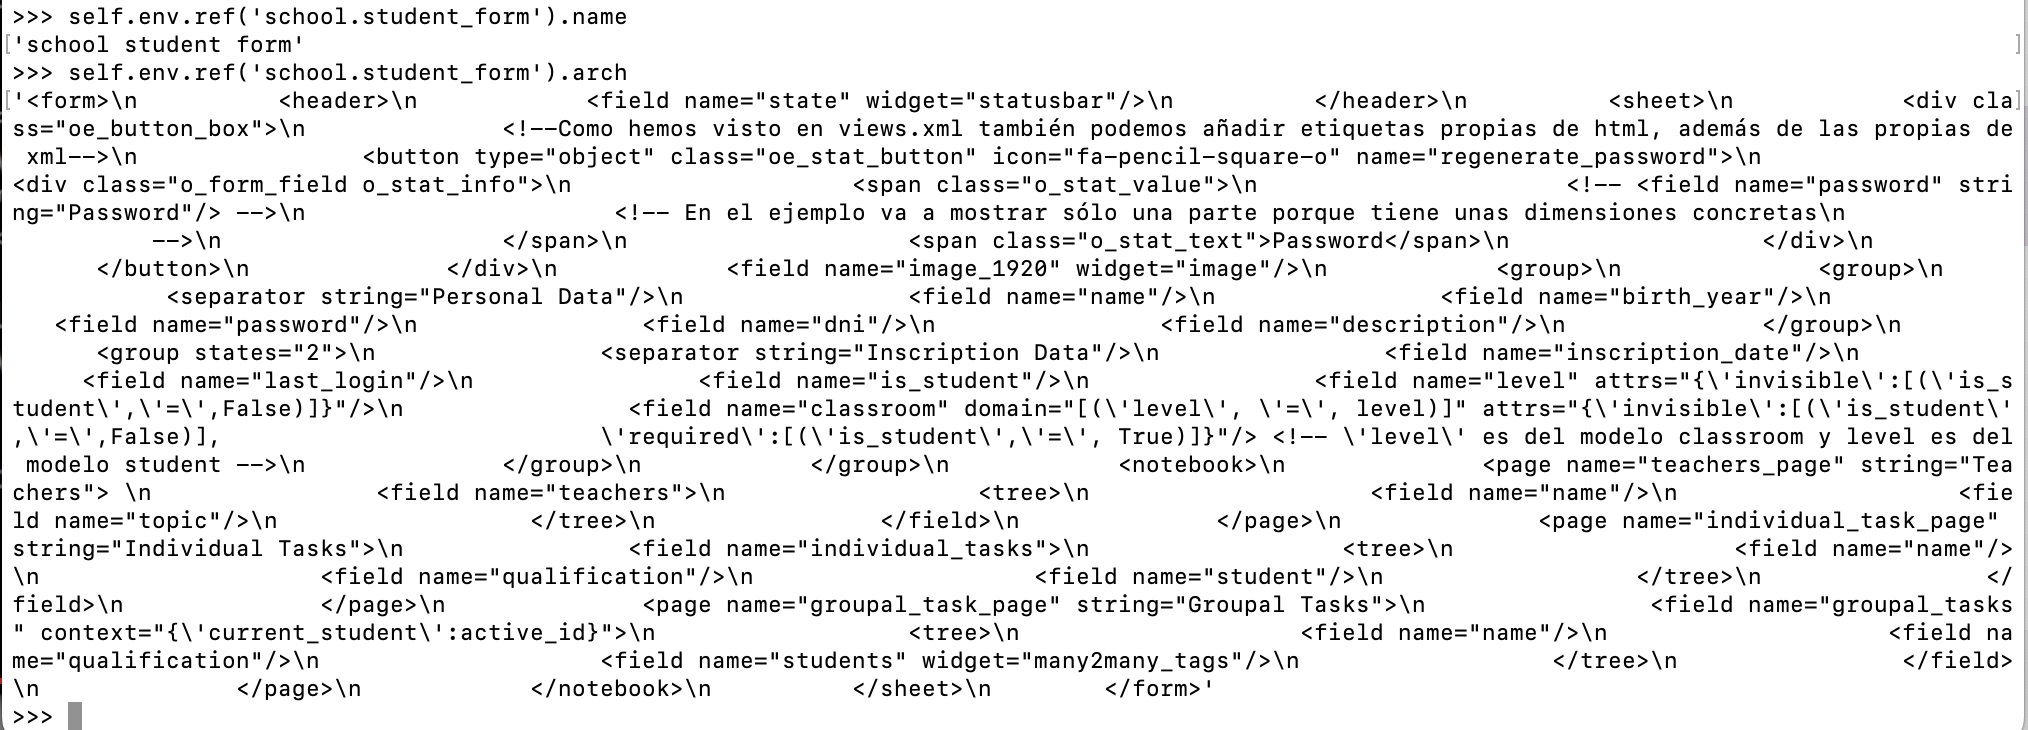 >>> self.env.ref('school.student_form').name
['school student form' ]
>>> self.env.ref('school.student_form').arch
['<form>\n          <header>\n            <field name="state" widget="statusbar"/>\n          </header>\n          <sheet>\n            <div cla]
ss="oe_button_box">\n              <!--Como hemos visto en views.xml también podemos añadir etiquetas propias de html, además de las propias de
 xml-->\n                <button type="object" class="oe_stat_button" icon="fa-pencil-square-o" name="regenerate_password">\n
<div class="o_form_field o_stat_info">\n                    <span class="o_stat_value">\n                      <!-- <field name="password" stri
ng="Password"/> -->\n                      <!-- En el ejemplo va a mostrar sólo una parte porque tiene unas dimensiones concretas\n
          -->\n                    </span>\n                    <span class="o_stat_text">Password</span>\n                  </div>\n
      </button>\n              </div>\n            <field name="image_1920" widget="image"/>\n            <group>\n              <group>\n
           <separator string="Personal Data"/>\n                <field name="name"/>\n                <field name="birth_year"/>\n
   <field name="password"/>\n                <field name="dni"/>\n                <field name="description"/>\n              </group>\n
      <group states="2">\n                  <separator string="Inscription Data"/>\n                <field name="inscription_date"/>\n
     <field name="last_login"/>\n                <field name="is_student"/>\n                <field name="level" attrs="{\'invisible\':[(\'is_s
tudent\',\'=\',False)]}"/>\n                <field name="classroom" domain="[(\'level\', \'=\', level)]" attrs="{\'invisible\':[(\'is_student\'
,\'=\',False)],                           \'required\':[(\'is_student\',\'=\', True)]}"/> <!-- \'level\' es del modelo classroom y level es del
 modelo student -->\n              </group>\n            </group>\n            <notebook>\n              <page name="teachers_page" string="Tea
chers"> \n                <field name="teachers">\n                  <tree>\n                    <field name="name"/>\n                    <fie
ld name="topic"/>\n                  </tree>\n                </field>\n              </page>\n              <page name="individual_task_page"
string="Individual Tasks">\n                <field name="individual_tasks">\n                  <tree>\n                    <field name="name"/>
\n                    <field name="qualification"/>\n                    <field name="student"/>\n                  </tree>\n                </
field>\n              </page>\n              <page name="groupal_task_page" string="Groupal Tasks">\n                <field name="groupal_tasks
" context="{\'current_student\':active_id}">\n                  <tree>\n                    <field name="name"/>\n                    <field na
me="qualification"/>\n                    <field name="students" widget="many2many_tags"/>\n                  </tree>\n                </field>
\n              </page>\n            </notebook>\n          </sheet>\n        </form>'
>>>